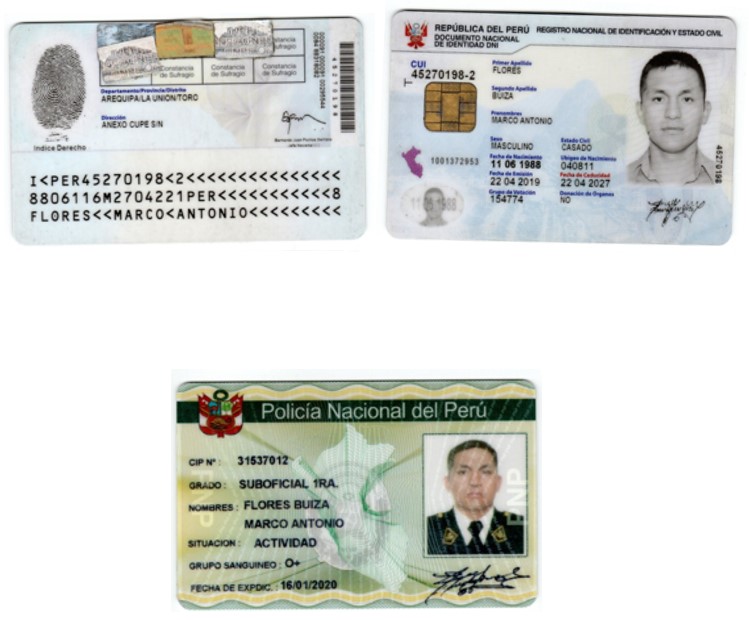 Constancia
de Sufragio
Constancia
de Sufragio
Constancia
de Sufragio
Constancia
de Sufragio
Departamento/Provincia/Distrito
AREQUIPA/LA UNION/TORO
Dirección
ANEXO CUPE S/N
Indice Derecho
45270198
I<PER45270198<2<<<<<<<<<<<<<<<
8806116M2704221PER<<<<<<<<<<<8
FLORES<<MARCO<ANTONIO<<<<<<<<<
REPÚBLICA DEL PERÚ REGISTRO NACIONAL DE IDENTIFICACIÓN Y ESTADO CIVIL
DOCUMENTO NACIONAL
DE IDENTIDAD DNI
CUI
45270198-2
Primer Apellido
FLORES
Segundo Apellido
BUIZA
Prenombres
MARCO ANTONIO
Sexo Estado Civil
MASCULINO CASADO
Fecha de Nacimiento Ubigeo de Nacimiento
11 06 1988 040811
Fecha de Emisión Fecha de Caducidad
22 04 2019 22 04 2027
Grupo de Votación Donación de Órganos
154774 NO
1001372953
11 06 1988
45270198
Policía Nacional del Perú
CIP Nº : 31537012
GRADO : SUBOFICIAL 1RA.
NOMBRES : FLORES BUIZA
MARCO ANTONIO
SITUACION : ACTIVIDAD
GRUPO SANGUINEO : O+
FECHA DE EXPDIC. : 16/01/2020
PNP
PNP